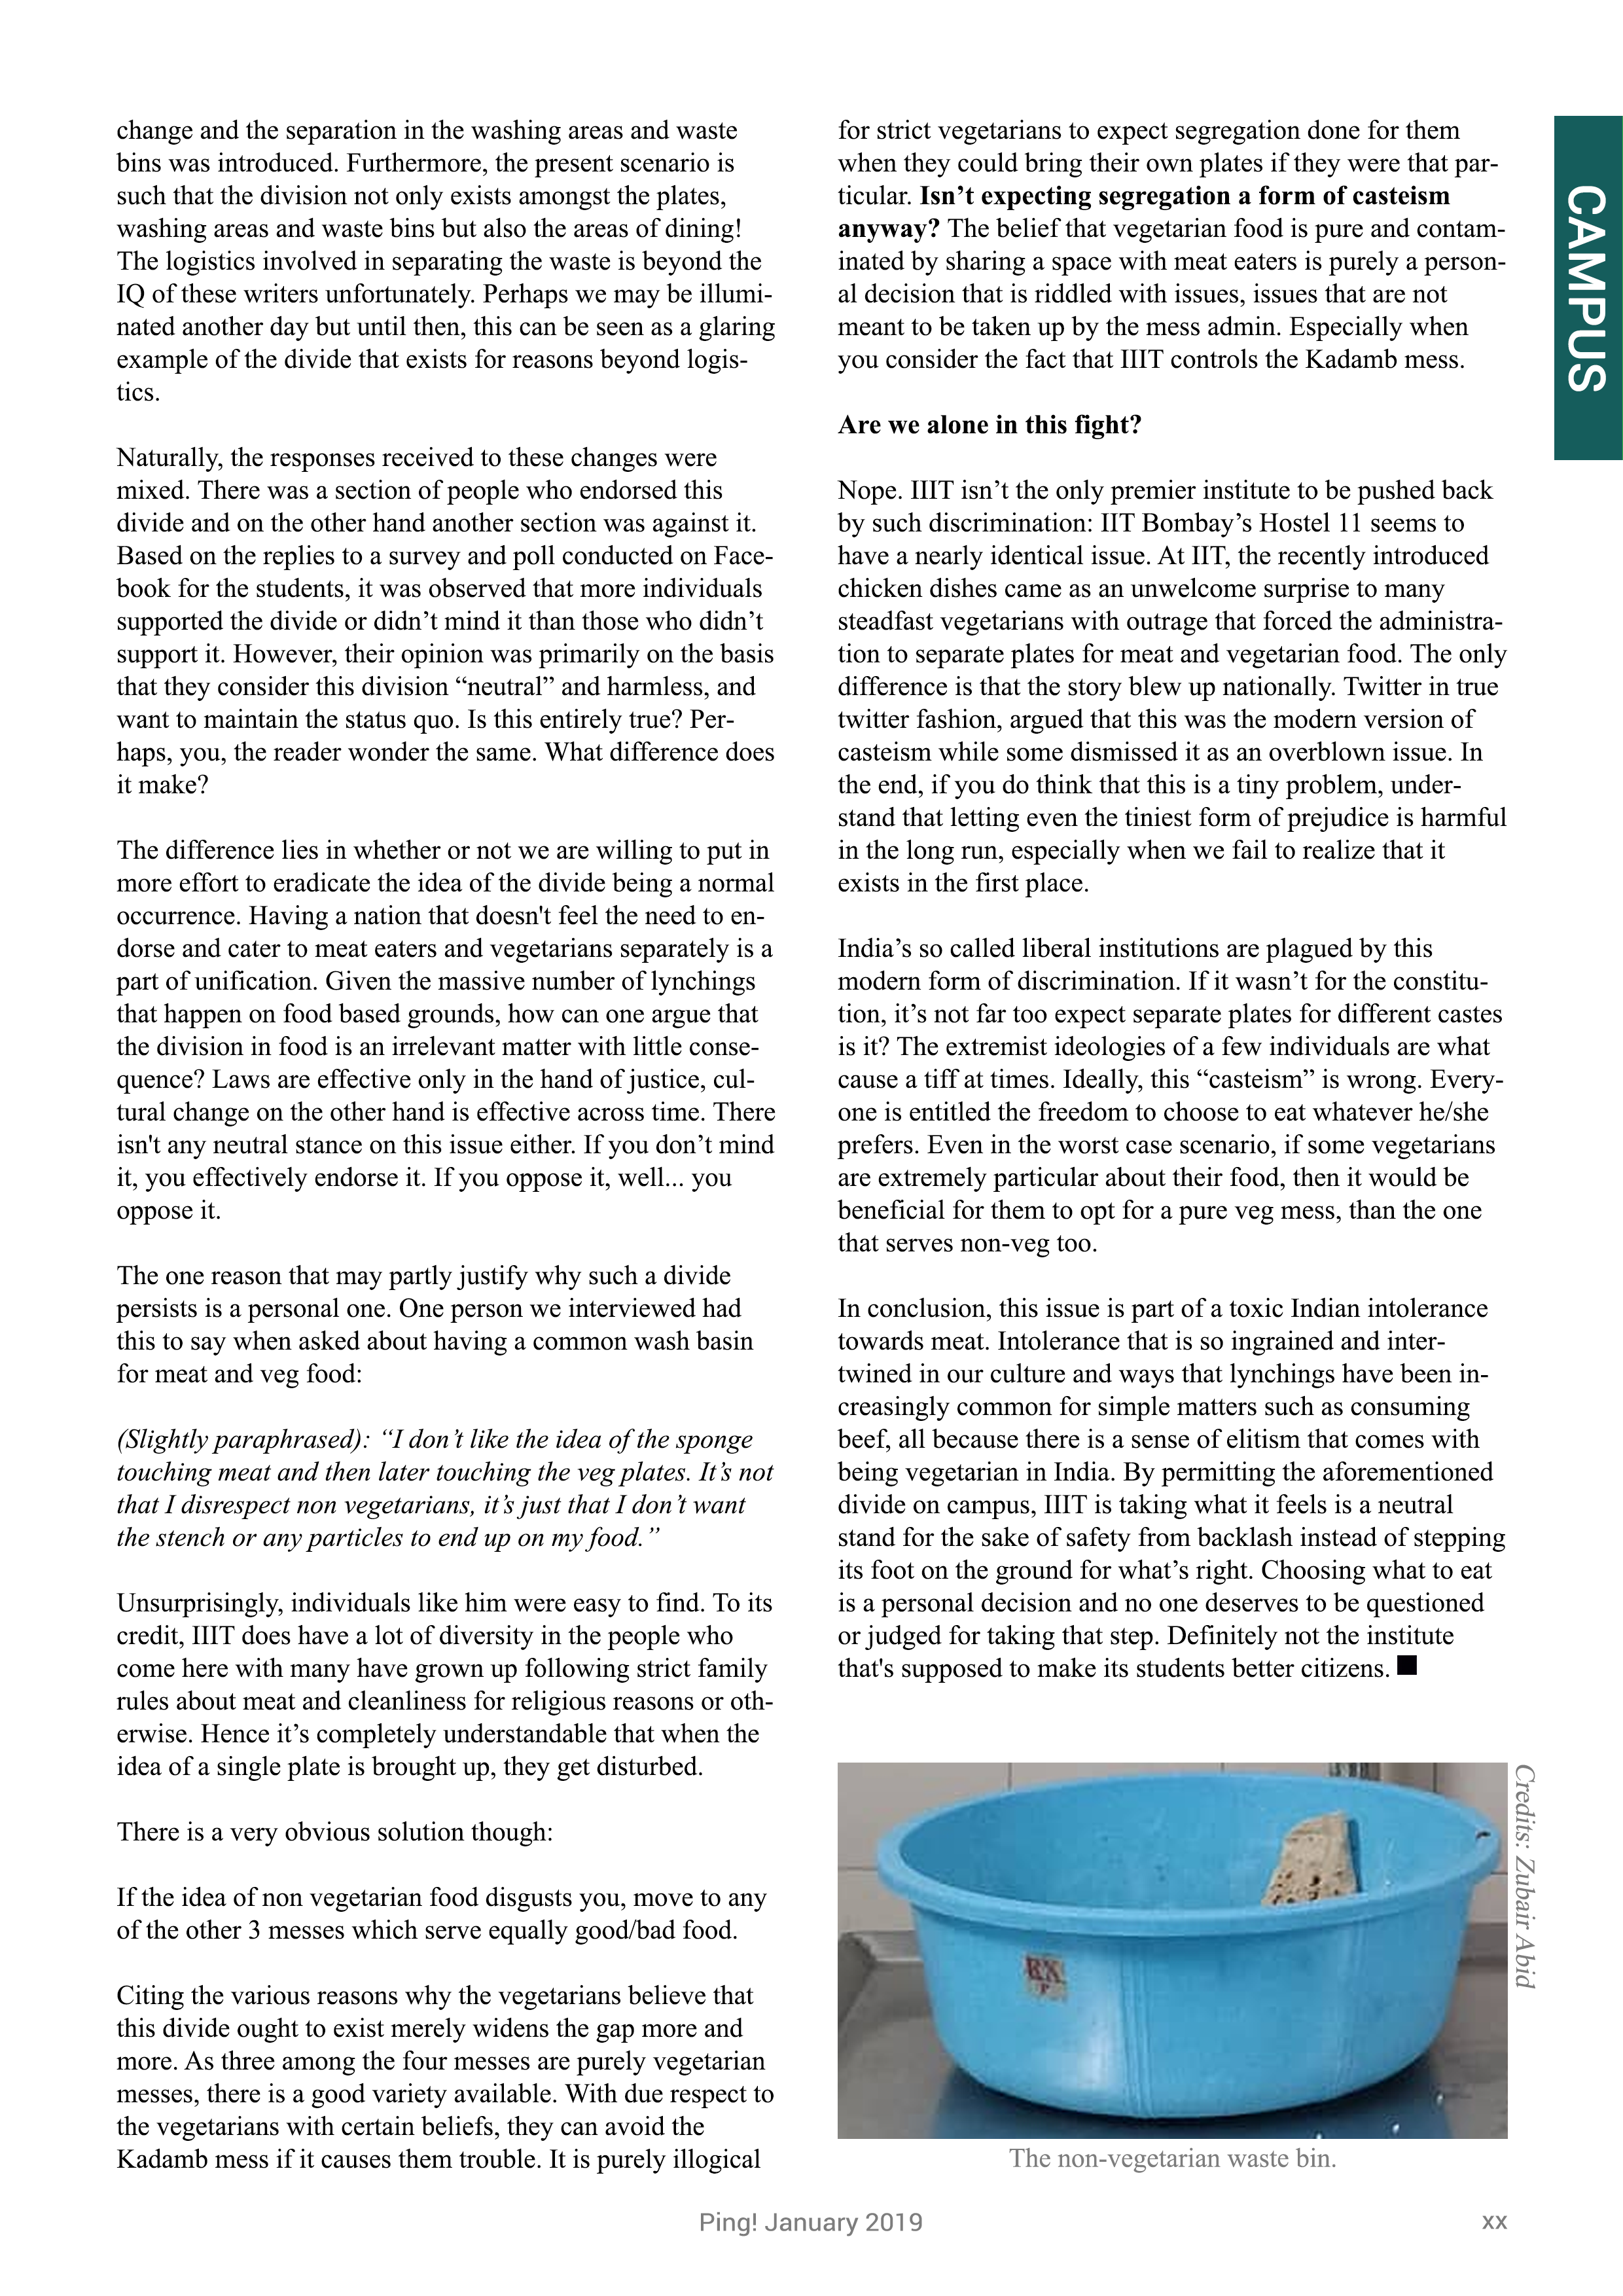 change and the separation in the washing areas and waste
bins was introduced. Furthermore, the present scenario is
such that the division not only exists amongst the plates,
washing areas and waste bins but also the areas of dining!
The logistics involved in separating the waste is beyond the
IQ of these writers unfortunately. Perhaps we may be illumi-
nated another day but until then, this can be seen as a glaring
example of the divide that exists for reasons beyond logis-
tics.
Naturally, the responses received to these changes were
mixed. There was a section of people who endorsed this
divide and on the other hand another section was against it.
Based on the replies to a survey and poll conducted on Face-
book for the students, it was observed that more individuals
supported the divide or didn’t mind it than those who didn’t
support it. However, their opinion was primarily on the basis
that they consider this division “neutral” and harmless, and
want to maintain the status quo. Is this entirely true? Per-
haps, you, the reader wonder the same. What difference does
it make?
The difference lies in whether or not we are willing to put in
more effort to eradicate the idea of the divide being a normal
occurrence. Having a nation that doesn't feel the need to en-
dorse and cater to meat eaters and vegetarians separately is a
part of unification. Given the massive number of lynchings
that happen on food based grounds, how can one argue that
the division in food is an irrelevant matter with little conse-
quence? Laws are effective only in the hand of justice, cul-
tural change on the other hand is effective across time. There
isn't any neutral stance on this issue either. If you don’t mind
it, you effectively endorse it. If you oppose it, well... you
oppose it.
The one reason that may partly justify why such a divide
persists is a personal one. One person we interviewed had
this to say when asked about having a common wash basin
for meat and veg food:
(Slightly paraphrased): “I don’t like the idea of the sponge
touching meat and then later touching the veg plates. It’s not
that I disrespect non vegetarians, it’s just that I don’t want
the stench or any particles to end up on my food.”
Unsurprisingly, individuals like him were easy to find. To its
credit, IIIT does have a lot of diversity in the people who
come here with many have grown up following strict family
rules about meat and cleanliness for religious reasons or oth-
erwise. Hence it’s completely understandable that when the
idea of a single plate is brought up, they get disturbed.
There is a very obvious solution though:
If the idea of non vegetarian food disgusts you, move to any
of the other 3 messes which serve equally good/bad food.
Citing the various reasons why the vegetarians believe that
this divide ought to exist merely widens the gap more and
more. As three among the four messes are purely vegetarian
messes, there is a good variety available. With due respect to
the vegetarians with certain beliefs, they can avoid the
Kadamb mess if it causes them trouble. It is purely illogical
for strict vegetarians to expect segregation done for them
when they could bring their own plates if they were that par-
ticular. Isn’t expecting segregation a form of casteism
anyway? The belief that vegetarian food is pure and contam-
inated by sharing a space with meat eaters is purely a person-
al decision that is riddled with issues, issues that are not
meant to be taken up by the mess admin. Especially when
you consider the fact that IIIT controls the Kadamb mess.
Are we alone in this fight?
Nope. IIIT isn’t the only premier institute to be pushed back
by such discrimination: IIT Bombay’s Hostel 11 seems to
have a nearly identical issue. At IIT, the recently introduced
chicken dishes came as an unwelcome surprise to many
steadfast vegetarians with outrage that forced the administra-
tion to separate plates for meat and vegetarian food. The only
difference is that the story blew up nationally. Twitter in true
twitter fashion, argued that this was the modern version of
casteism while some dismissed it as an overblown issue. In
the end, if you do think that this is a tiny problem, under-
stand that letting even the tiniest form of prejudice is harmful
in the long run, especially when we fail to realize that it
exists in the first place.
India’s so called liberal institutions are plagued by this
modern form of discrimination. If it wasn’t for the constitu-
tion, it’s not far too expect separate plates for different castes
is it? The extremist ideologies of a few individuals are what
cause a tiff at times. Ideally, this “casteism” is wrong. Every-
one is entitled the freedom to choose to eat whatever he/she
prefers. Even in the worst case scenario, if some vegetarians
are extremely particular about their food, then it would be
beneficial for them to opt for a pure veg mess, than the one
that serves non-veg too.
In conclusion, this issue is part of a toxic Indian intolerance
towards meat. Intolerance that is so ingrained and inter-
twined in our culture and ways that lynchings have been in-
creasingly common for simple matters such as consuming
beef, all because there is a sense of elitism that comes with
being vegetarian in India. By permitting the aforementioned
divide on campus, IIIT is taking what it feels is a neutral
stand for the sake of safety from backlash instead of stepping
its foot on the ground for what’s right. Choosing what to eat
is a personal decision and no one deserves to be questioned
or judged for taking that step. Definitely not the institute
that's supposed to make its students better citizens.
Credits: Zubair Abid
The non-vegetarian waste bin.
CAMPUS
Ping! January 2019
xx